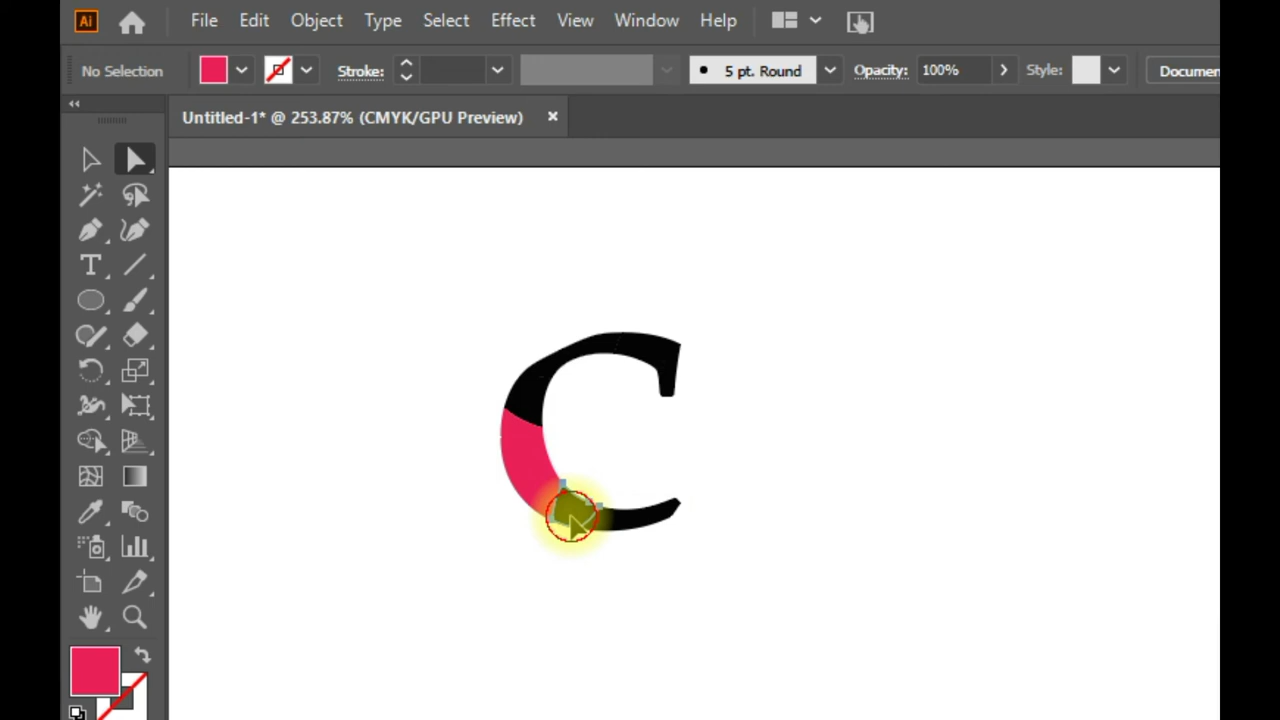 Ai File Edit Object Type Select Effect View Window Help
No Selection Stroke: 5 pt. Round Opacity: 100% Style: Documen
Untitled-1* @ 253.87% (CMYK/GPU Preview) ×
T
C